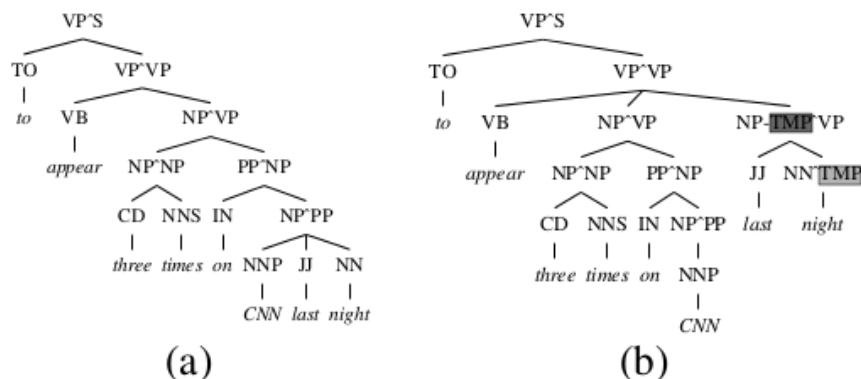 VP^S VP^S
TO VP^VP TO VP^VP
to VB NP^VP to VB NP^VP NP-TMP^VP
appear NP^NP PP^NP appear NP^NP PP^NP JJ NN^TMP
CD NNS IN NP^PP CD NNS IN NP^PP last night
three times on NNP JJ NN three times on NNP
CNN last night CNN
(a) (b)